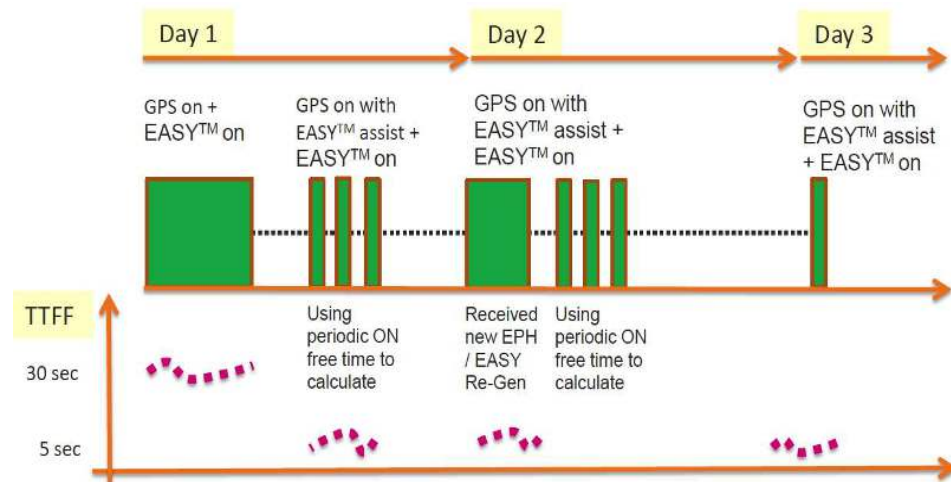 Day 1
Day 2
Day 3
GPS on +
EASY™ on
GPS on with
EASY™ assist +
EASY™ on
GPS on with
EASY™ assist +
EASY™ on
GPS on with
EASY™ assist
+ EASY™ on
TTFF
Using
periodic ON
free time to
calculate
Received
new EPH
/ EASY
Re-Gen
Using
periodic ON
free time to
calculate
30 sec
5 sec